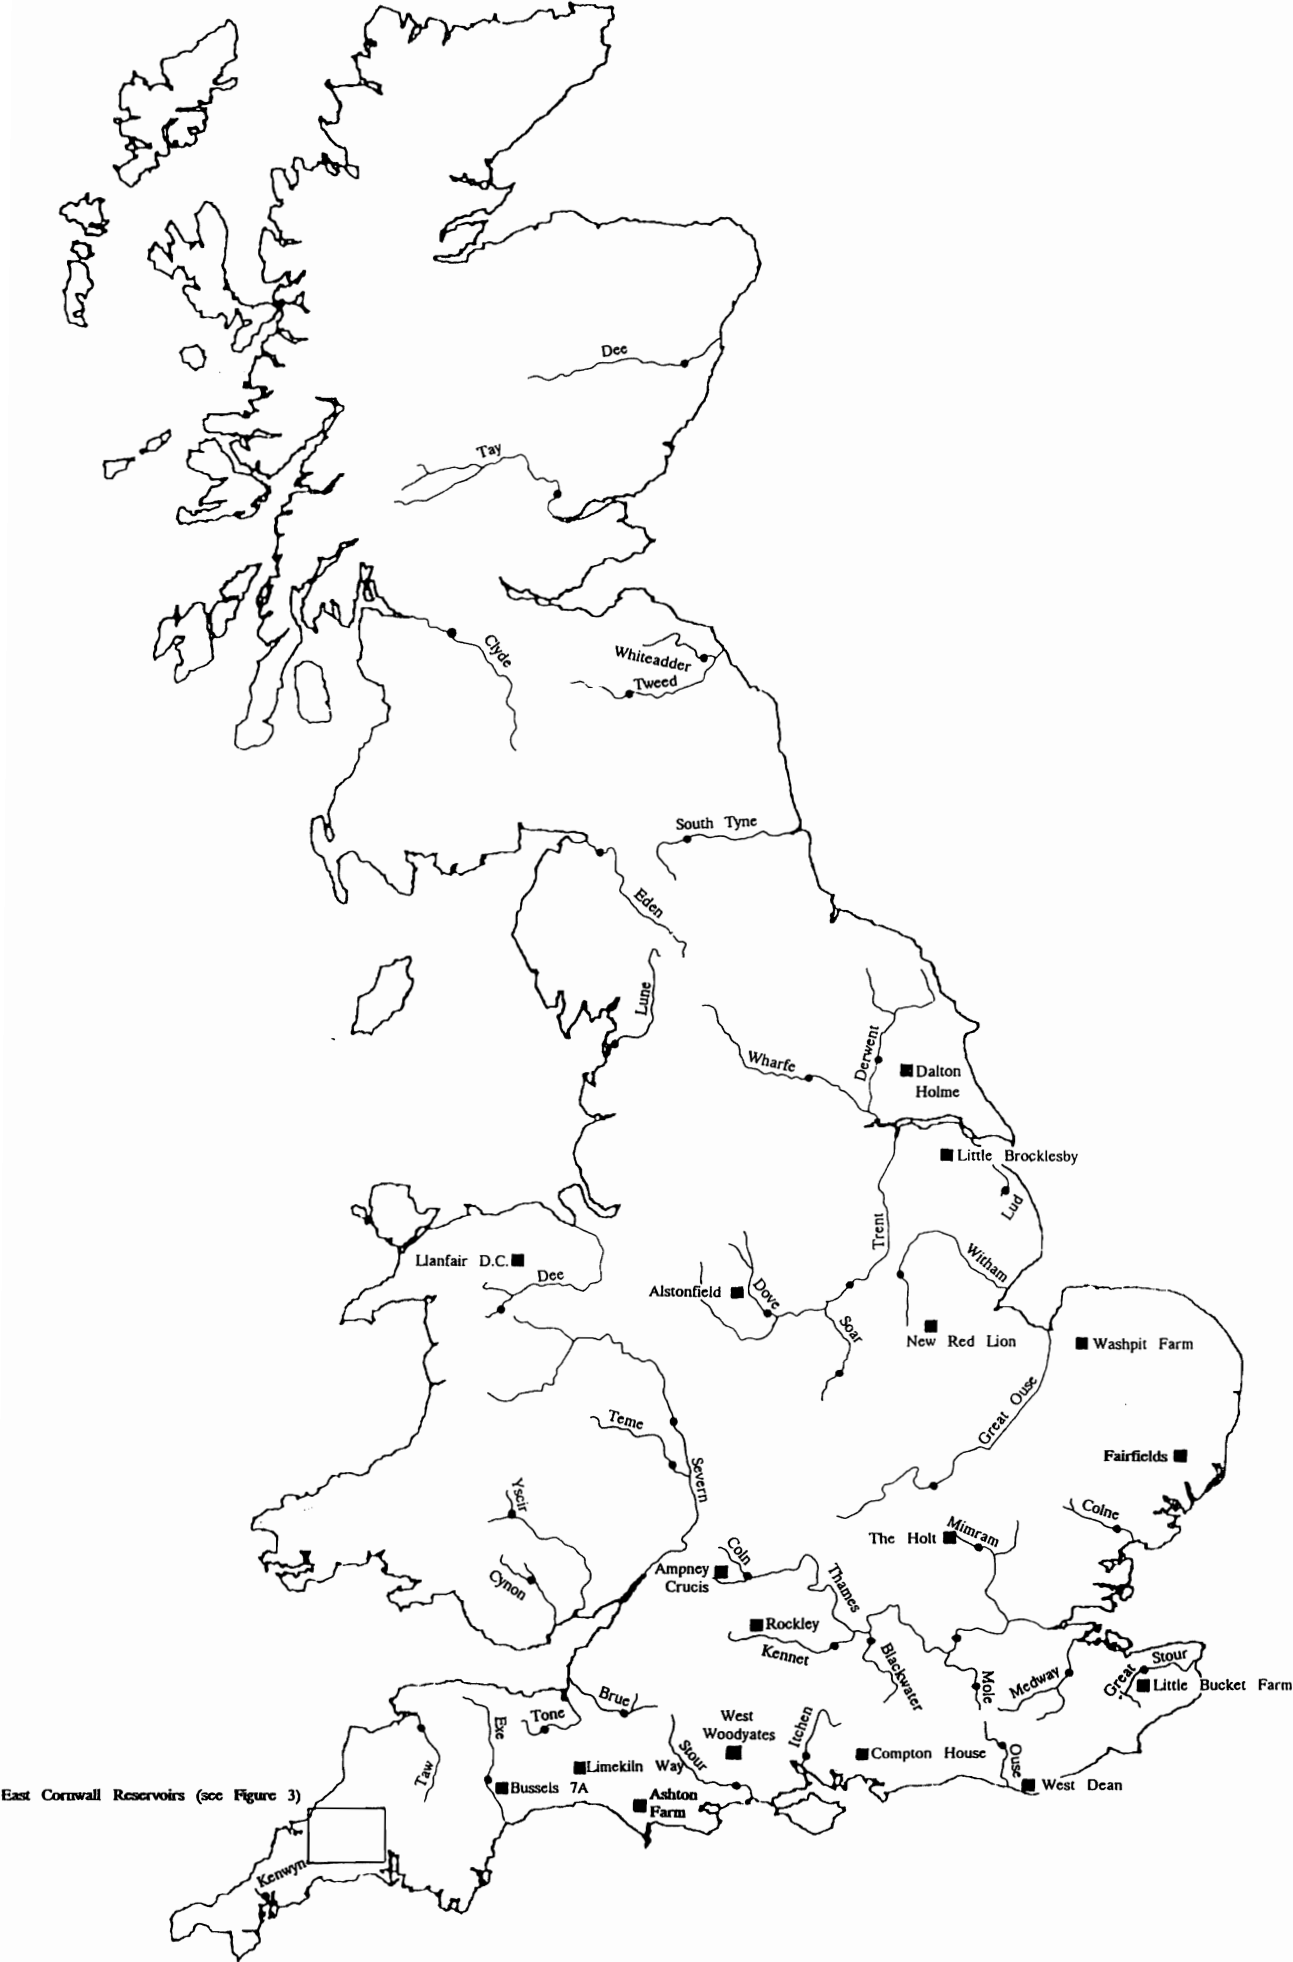 Dee
Tay
Clyde
Whiteadder
Tweed
South Tyne
Eden
Lune
Wharfe
Derwent
Dalton
Holme
Little Brocklesby
Lud
Trent
Witham
Llanfair D.C.
Dee
Alstonfield
Dove
Soar
New Red Lion
Washpit Farm
Great Ouse
Teme
Severn
Fairfields
Yscir
Colne
The Holt
Mimram
Cynon
Coln
Ampney
Crucis
Thames
Rockley
Kennet
Blackwater
Mole
Medway
Great Stour
Little Bucket Farm
Brue
Exe
Tone
West
Woodyates
Itchen
Taw
Limekiln Way
Stour
Compton House
Ouse
West Dean
Bussels 7A
Ashton
Farm
East Cornwall Reservoirs (see Figure 3)
Kenwyn